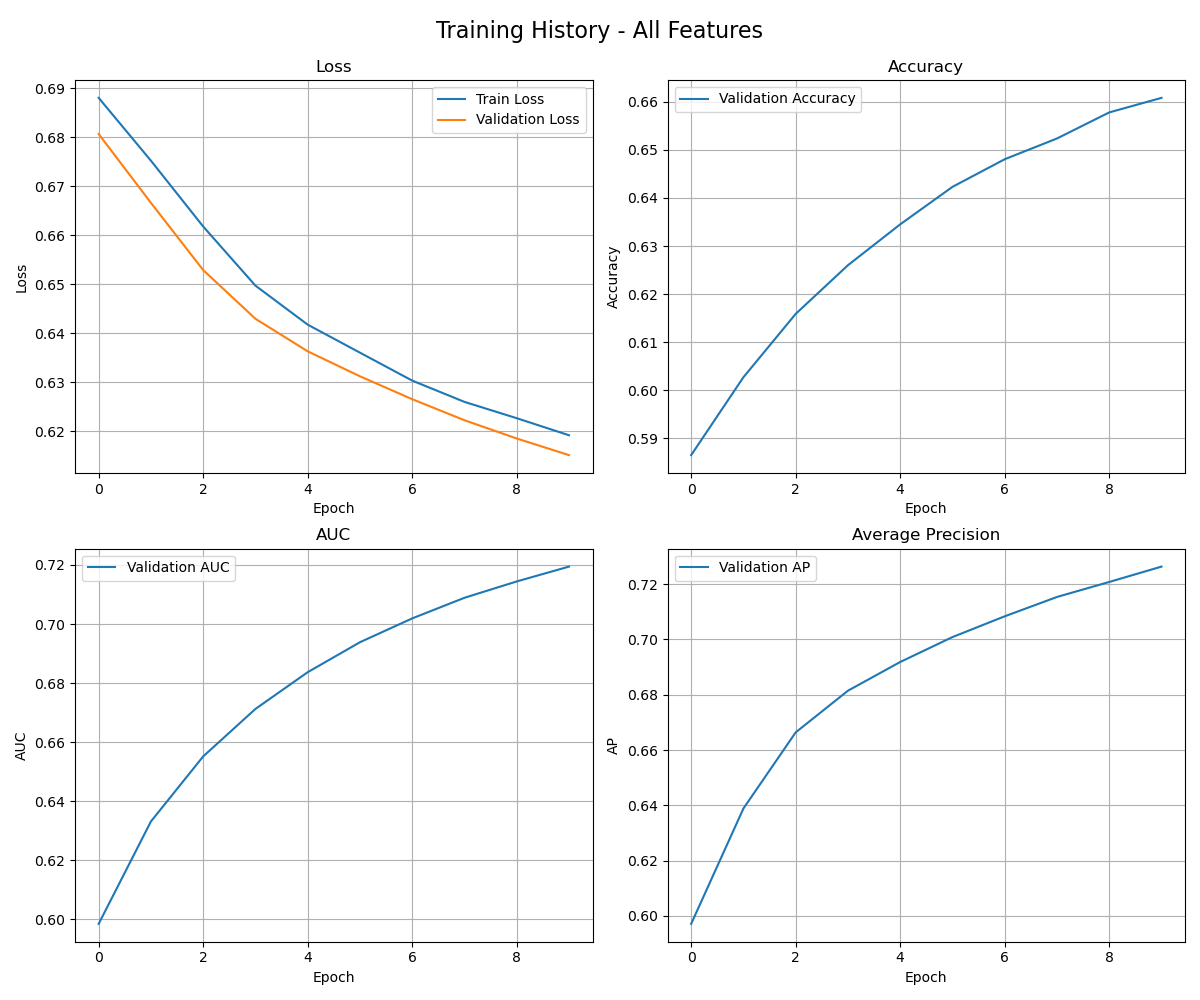 Training History - All Features
Loss
0.69
0.68
0.67
0.66
0.65
0.64
0.63
0.62
Loss
Train Loss
Validation Loss
0 2 4 6 8
Epoch
Accuracy
0.66
0.65
0.64
0.63
0.62
0.61
0.60
0.59
Accuracy
Validation Accuracy
0 2 4 6 8
Epoch
AUC
0.72
0.70
0.68
0.66
0.64
0.62
0.60
AUC
Validation AUC
0 2 4 6 8
Epoch
Average Precision
0.72
0.70
0.68
0.66
0.64
0.62
0.60
AP
Validation AP
0 2 4 6 8
Epoch